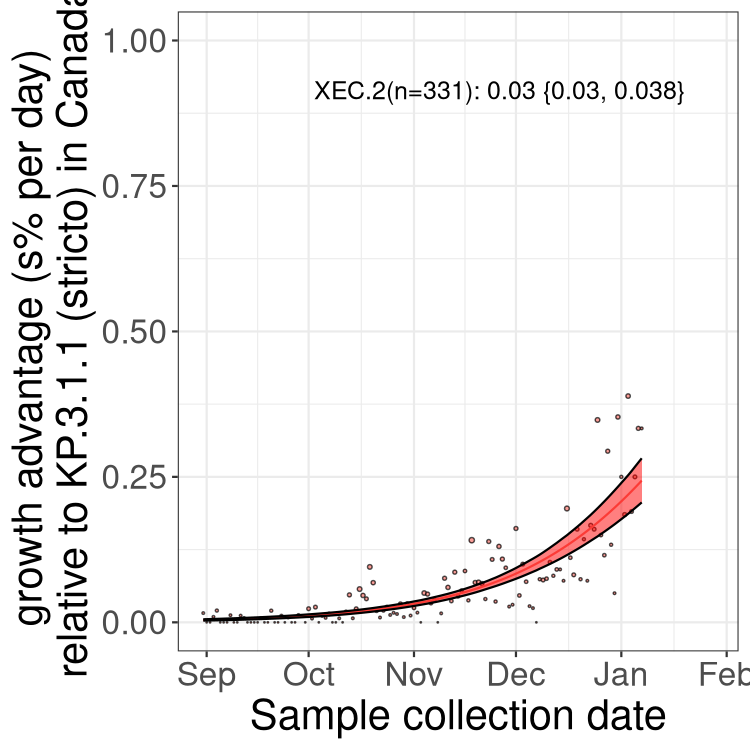 growth advantage (s% per day)
relative to KP.3.1.1 (stricto) in Canada
1.00
0.75
0.50
0.25
0.00
XEC.2(n=331): 0.03 {0.03, 0.038}
Sep Oct Nov Dec Jan Feb
Sample collection date